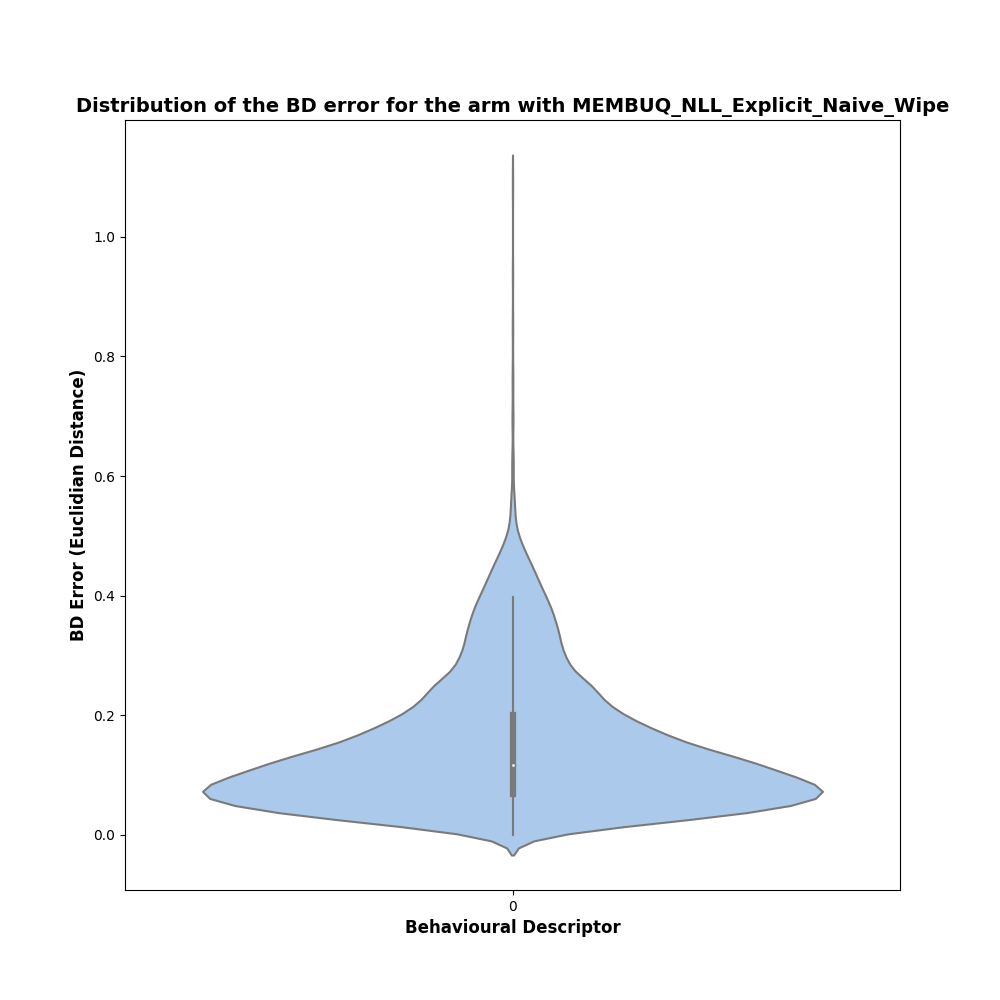 Distribution of the BD error for the arm with MEMBUQ_NLL_Explicit_Naive_Wipe
1.0
0.8
0.6
0.4
0.2
0.0
BD Error (Euclidian Distance)
0
Behavioural Descriptor